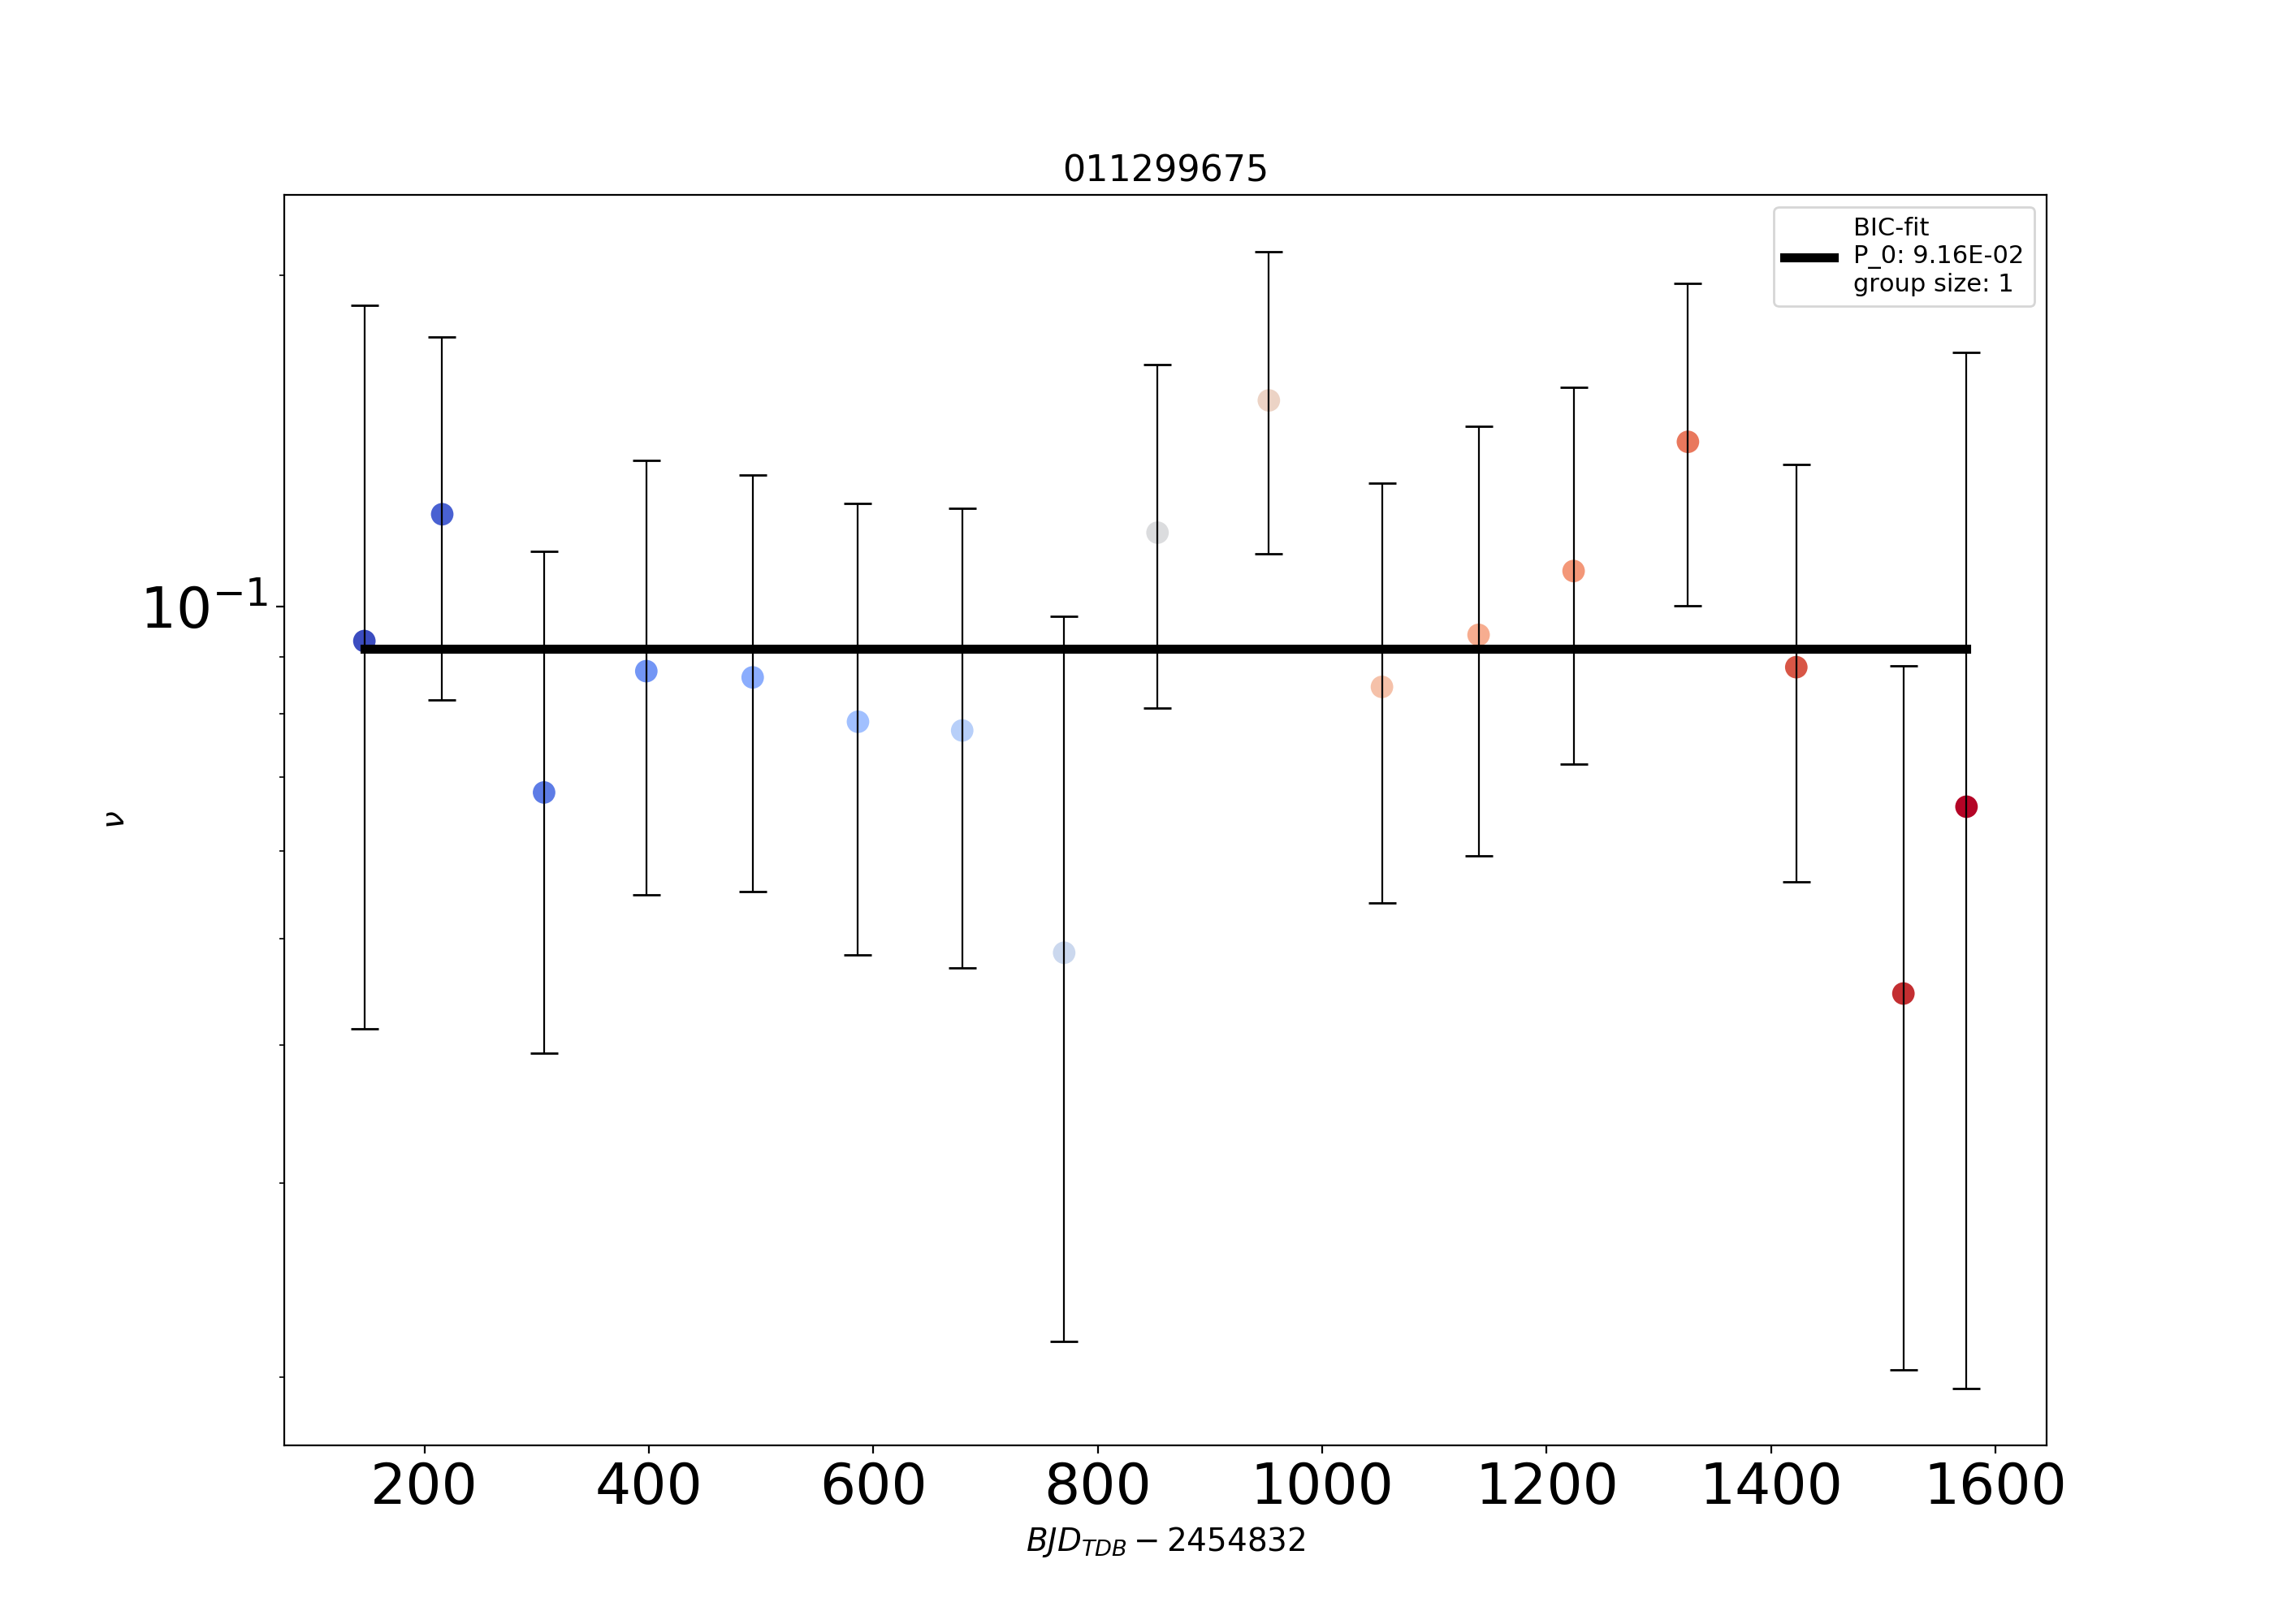 011299675
BIC-fit
P_0: 9.16E-02
group size: 1
10⁻¹
ν
200 400 600 800 1000 1200 1400 1600
BJD_TDB − 2454832